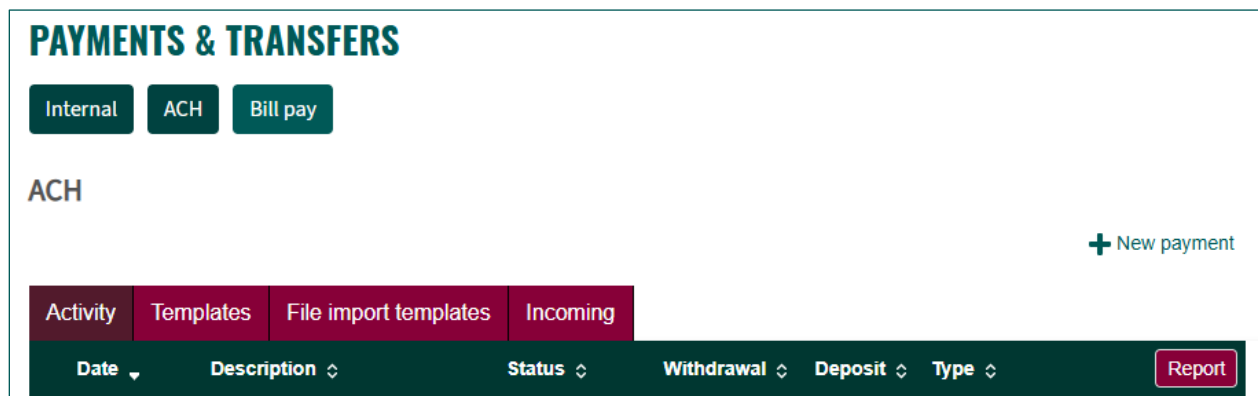 PAYMENTS & TRANSFERS
Internal ACH Bill pay
ACH
New payment
Activity Templates File import templates Incoming
Date Description Status Withdrawal Deposit Type Report